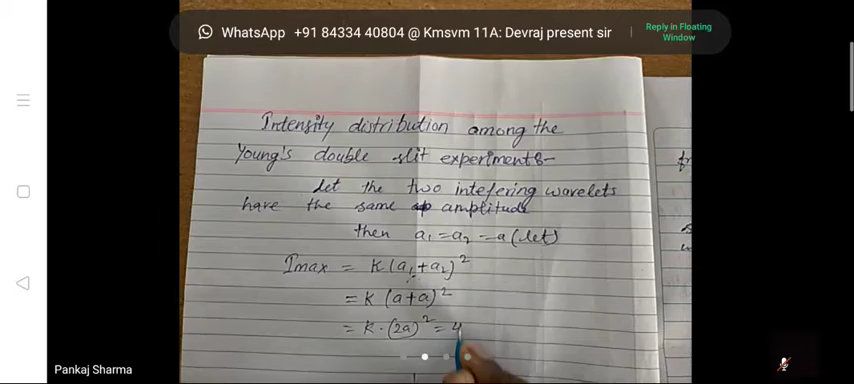 WhatsApp +91 84334 40804 @ Kmsvm 11A: Devraj present sir
Reply in Floating Window
Intensity distribution among the
Young's double slit experiments-
Let the two intefering wavelets
have the same amplitude
then a₁ = a₂ = a (let)
Imax = K (a₁ + a₂)²
= K (a+a)²
= K · (2a)² = 4
Pankaj Sharma